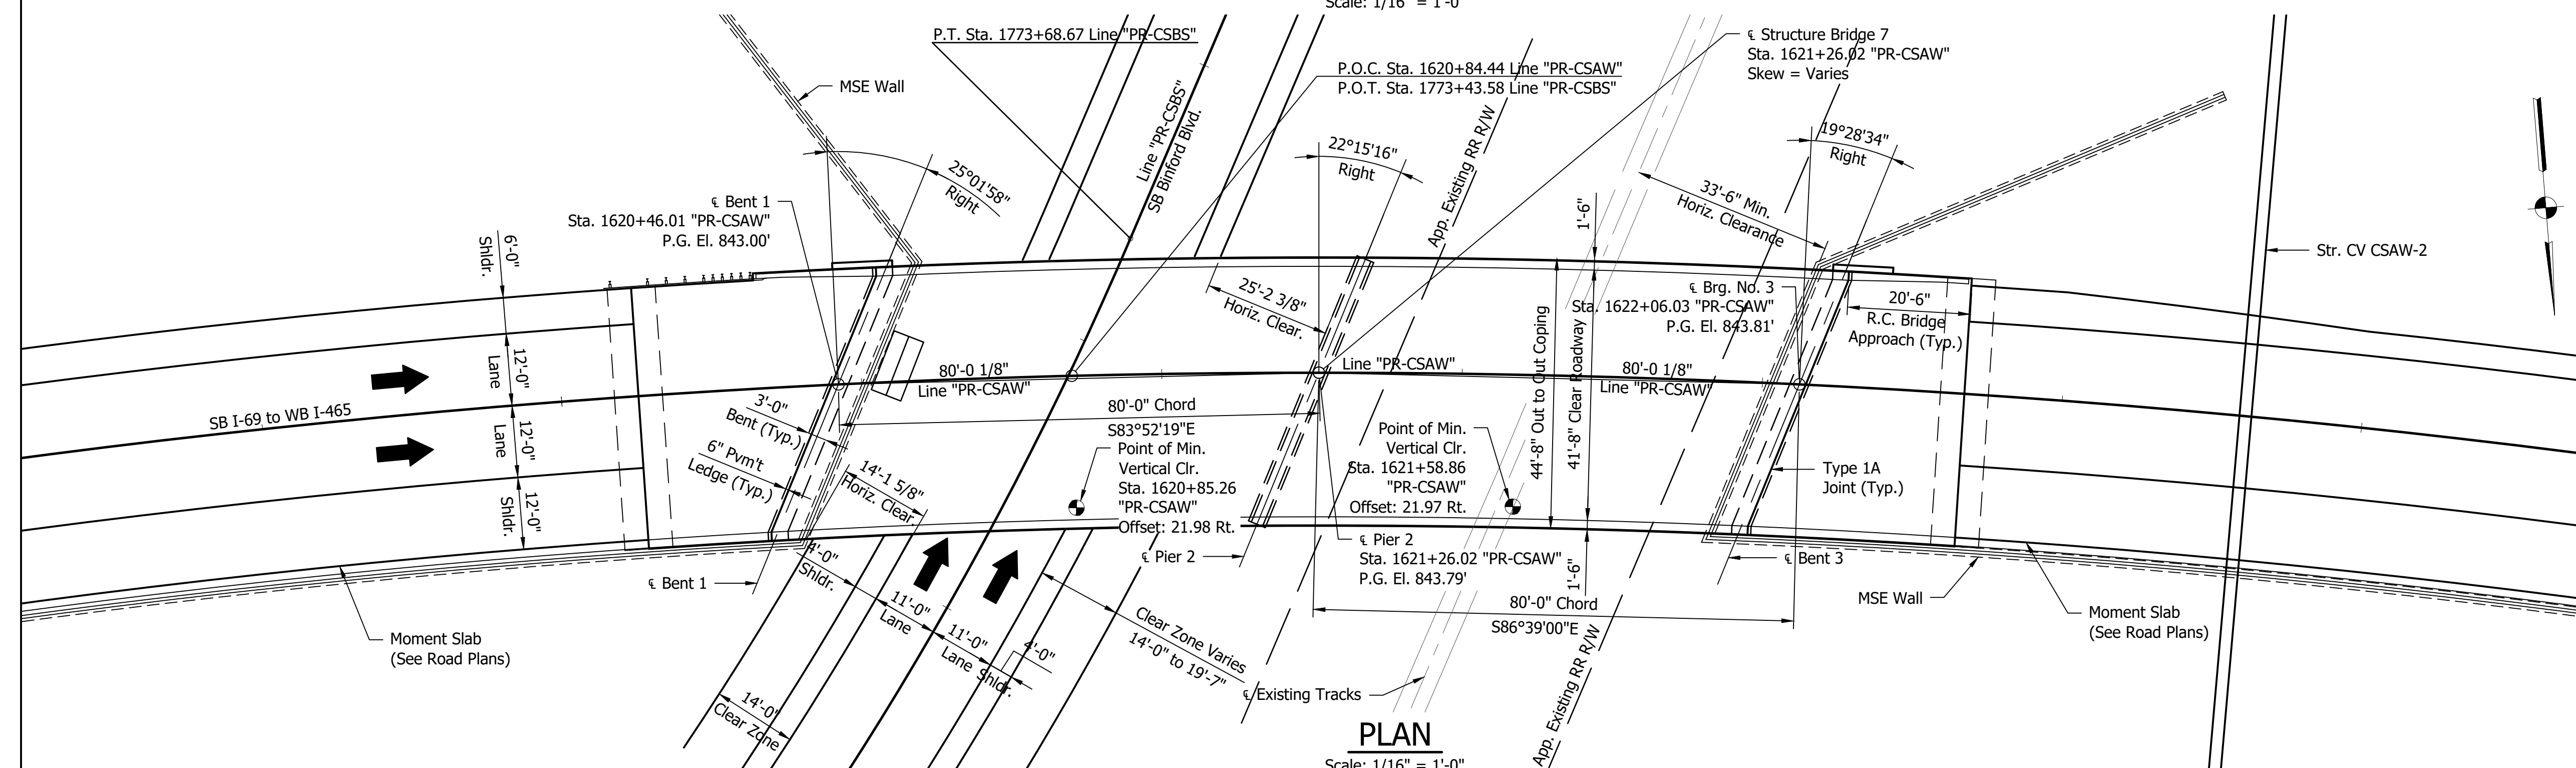 Scale: 1/16" = 1'-0
P.T. Sta. 1773+68.67 Line "PR-CSBS"
MSE Wall
Line "PR-CSBS"
SB Binford Blvd.
P.O.C. Sta. 1620+84.44 Line "PR-CSAW"
P.O.T. Sta. 1773+43.58 Line "PR-CSBS"
℄ Structure Bridge 7
Sta. 1621+26.02 "PR-CSAW"
Skew = Varies
App. Existing RR R/W
22°15'16"
Right
19°28'34"
Right
25°01'58"
Right
33'-6" Min.
Horiz. Clearance
℄ Bent 1
Sta. 1620+46.01 "PR-CSAW"
P.G. El. 843.00'
1'-6"
6'-0"
Shldr.
Str. CV CSAW-2
25'-2 3/8"
Horiz. Clear.
℄ Brg. No. 3
Sta. 1622+06.03 "PR-CSAW"
P.G. El. 843.81'
20'-6"
R.C. Bridge
Approach (Typ.)
12'-0"
Lane
80'-0 1/8"
Line "PR-CSAW"
Line "PR-CSAW"
80'-0 1/8"
Line "PR-CSAW"
44'-8" Out to Out Coping
41'-8" Clear Roadway
SB I-69 to WB I-465
3'-0"
Bent (Typ.)
80'-0" Chord
S83°52'19"E
12'-0"
Lane
6" Pvm't
Ledge (Typ.)
14'-1 5/8"
Horiz. Clear.
Point of Min.
Vertical Clr.
Sta. 1620+85.26
"PR-CSAW"
Offset: 21.98 Rt.
Point of Min.
Vertical Clr.
Sta. 1621+58.86
"PR-CSAW"
Offset: 21.97 Rt.
Type 1A
Joint (Typ.)
12'-0"
Shldr.
℄ Bent 1
4'-0"
Shldr.
℄ Pier 2
℄ Pier 2
Sta. 1621+26.02 "PR-CSAW"
P.G. El. 843.79'
1'-6"
℄ Bent 3
MSE Wall
11'-0"
Lane
11'-0"
Lane
4'-0"
Shldr.
Clear Zone Varies
14'-0" to 19'-7"
80'-0" Chord
S86°39'00"E
Moment Slab
(See Road Plans)
Moment Slab
(See Road Plans)
14'-0"
Clear Zone
℄ Existing Tracks
App. Existing RR R/W
PLAN
Scale: 1/16" = 1'-0"